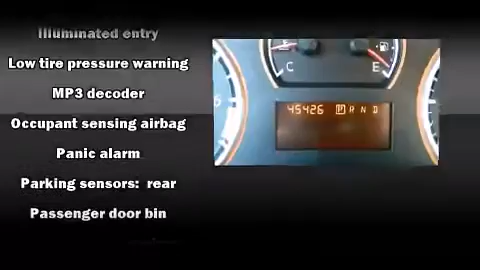 Illuminated entry
Low tire pressure warning
MP3 decoder
Occupant sensing airbag
Panic alarm
Parking sensors: rear
Passenger door bin
C
E
45426 P R N D
6